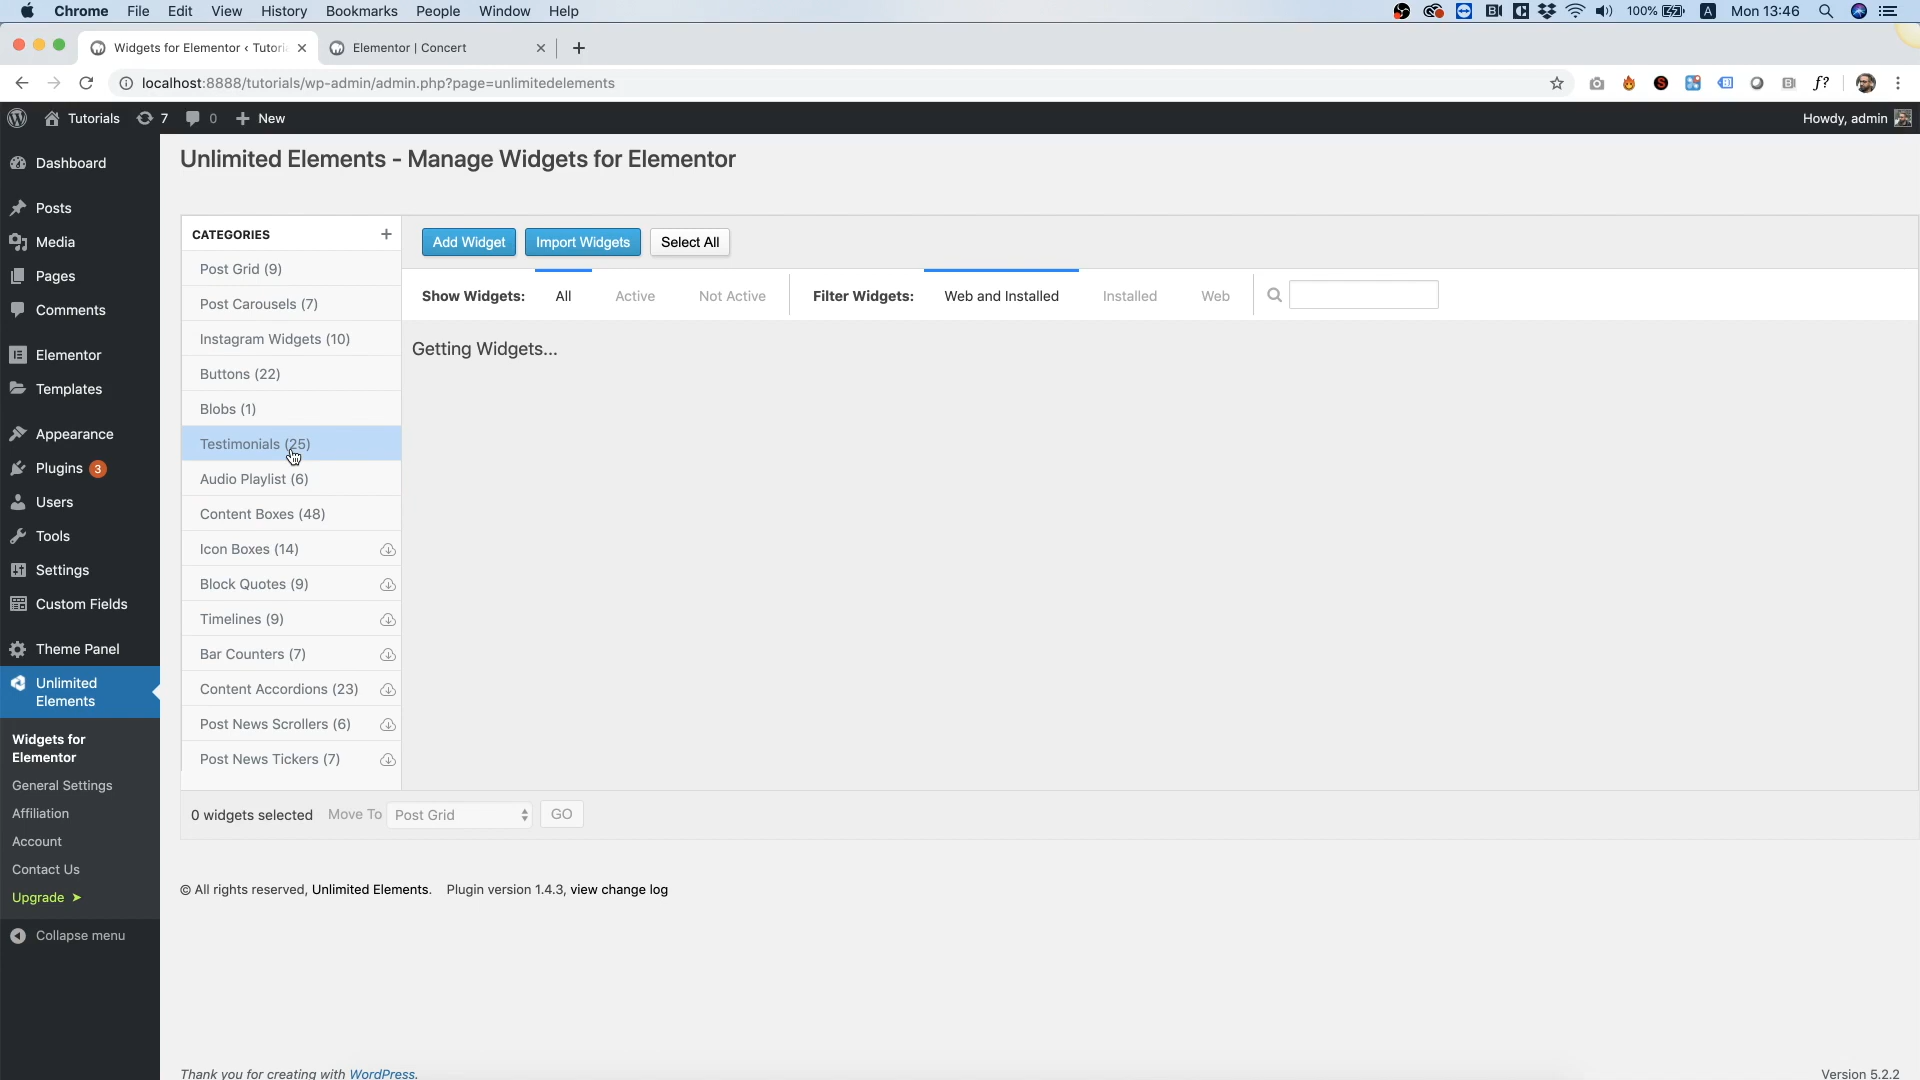 Chrome File Edit View History Bookmarks People Window Help 100% A Mon 13:46
Widgets for Elementor ‹ Tutoria Elementor | Concert
localhost:8888/tutorials/wp-admin/admin.php?page=unlimitedelements f?
Tutorials 7 0 New Howdy, admin
Dashboard
Posts
Media
Pages
Comments
Elementor
Templates
Appearance
Plugins 3
Users
Tools
Settings
Custom Fields
Theme Panel
Unlimited
Elements
Widgets for
Elementor
General Settings
Affiliation
Account
Contact Us
Upgrade ➤
Collapse menu
Unlimited Elements - Manage Widgets for Elementor
CATEGORIES +
Post Grid (9)
Post Carousels (7)
Instagram Widgets (10)
Buttons (22)
Blobs (1)
Testimonials (25)
Audio Playlist (6)
Content Boxes (48)
Icon Boxes (14)
Block Quotes (9)
Timelines (9)
Bar Counters (7)
Content Accordions (23)
Post News Scrollers (6)
Post News Tickers (7)
Add Widget Import Widgets Select All
Show Widgets: All Active Not Active Filter Widgets: Web and Installed Installed Web
Getting Widgets...
0 widgets selected Move To Post Grid GO
© All rights reserved, Unlimited Elements. Plugin version 1.4.3, view change log
Thank you for creating with WordPress. Version 5.2.2